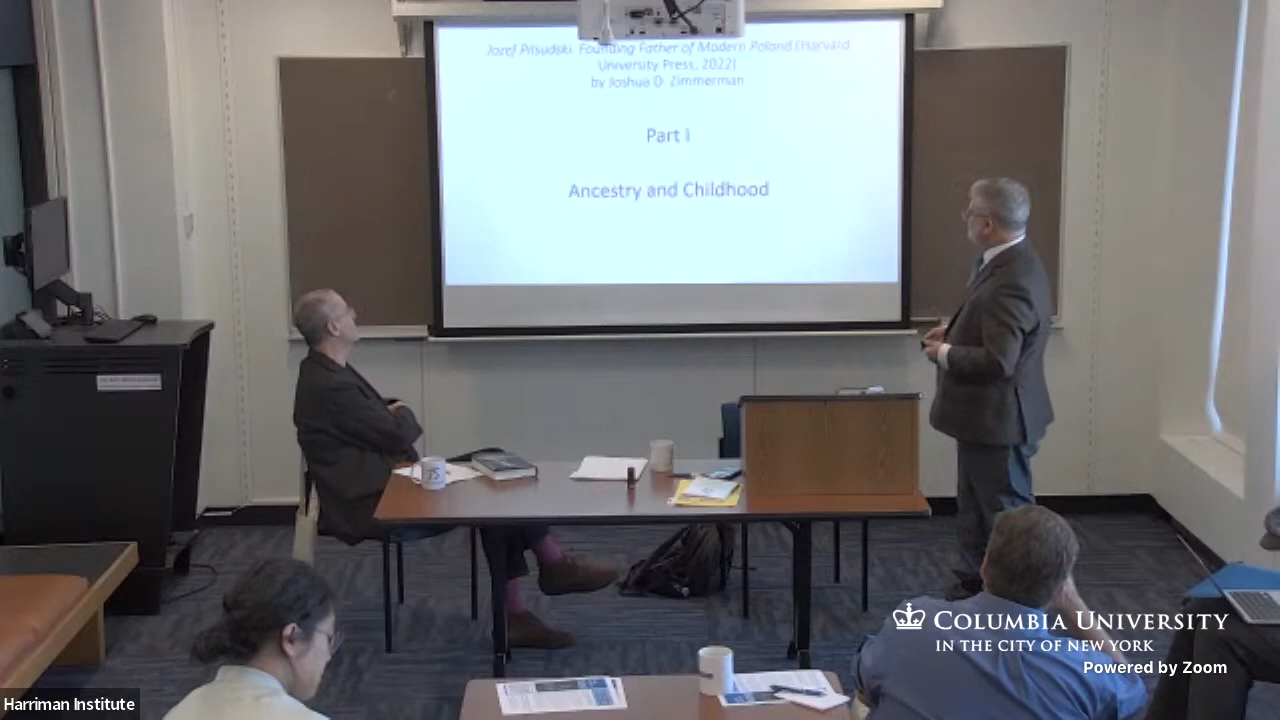 Jozef Pilsudski. Founding Father of Modern Poland (Harvard
University Press, 2022)
by Joshua D. Zimmerman
Part I
Ancestry and Childhood
COLUMBIA UNIVERSITY
IN THE CITY OF NEW YORK
Powered by Zoom
Harriman Institute